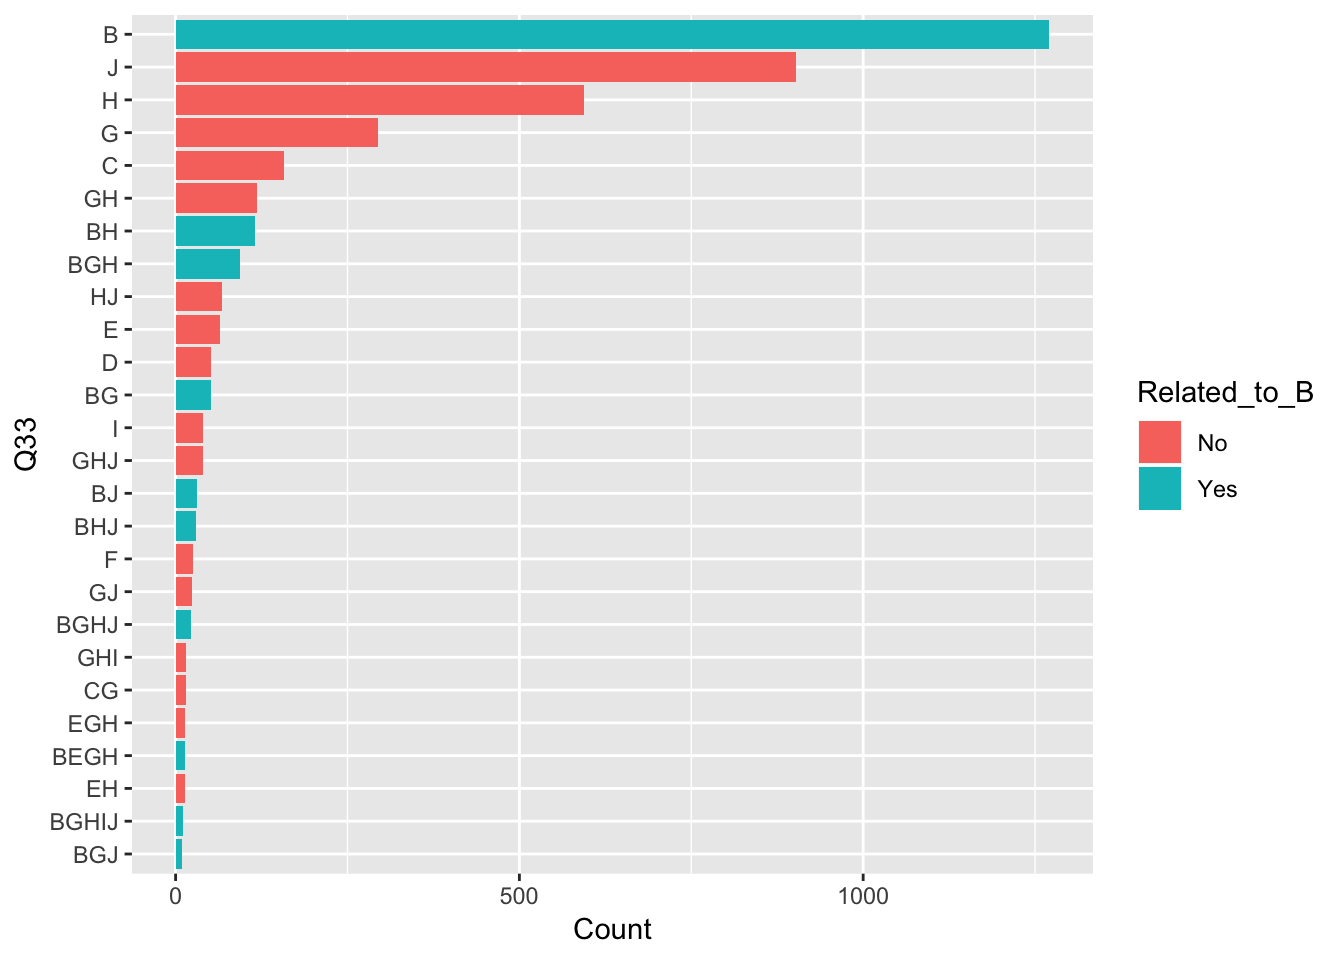 B
J
H
G
C
GH
BH
BGH
HJ
E
D
BG
I
GHJ
BJ
BHJ
F
GJ
BGHJ
GHI
CG
EGH
BEGH
EH
BGHIJ
BGJ
Q33
0 500 1000
Count
Related_to_B
No
Yes